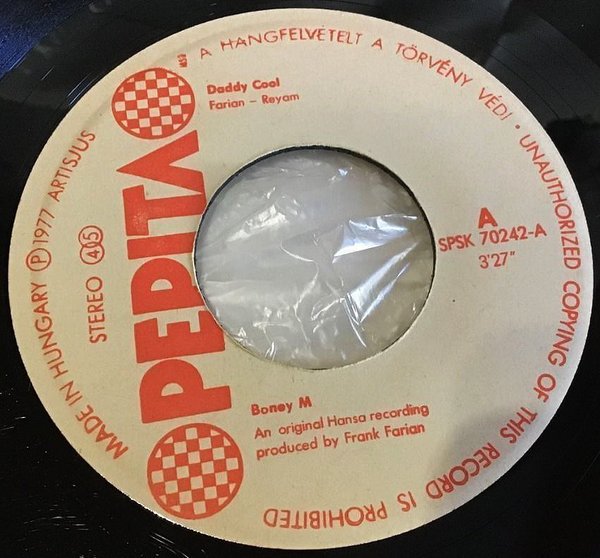 A HANGFELVÉTELT A TÖRVÉNY VÉDI • UNAUTHORIZED COPYING OF THIS RECORD IS PROHIBITED
MADE IN HUNGARY Ⓟ 1977 ARTISJUS
STEREO 45
PEPITA
Daddy Cool
Farian – Reyam
A
SPSK 70242-A
3'27"
Boney M
An original Hansa recording
produced by Frank Farian